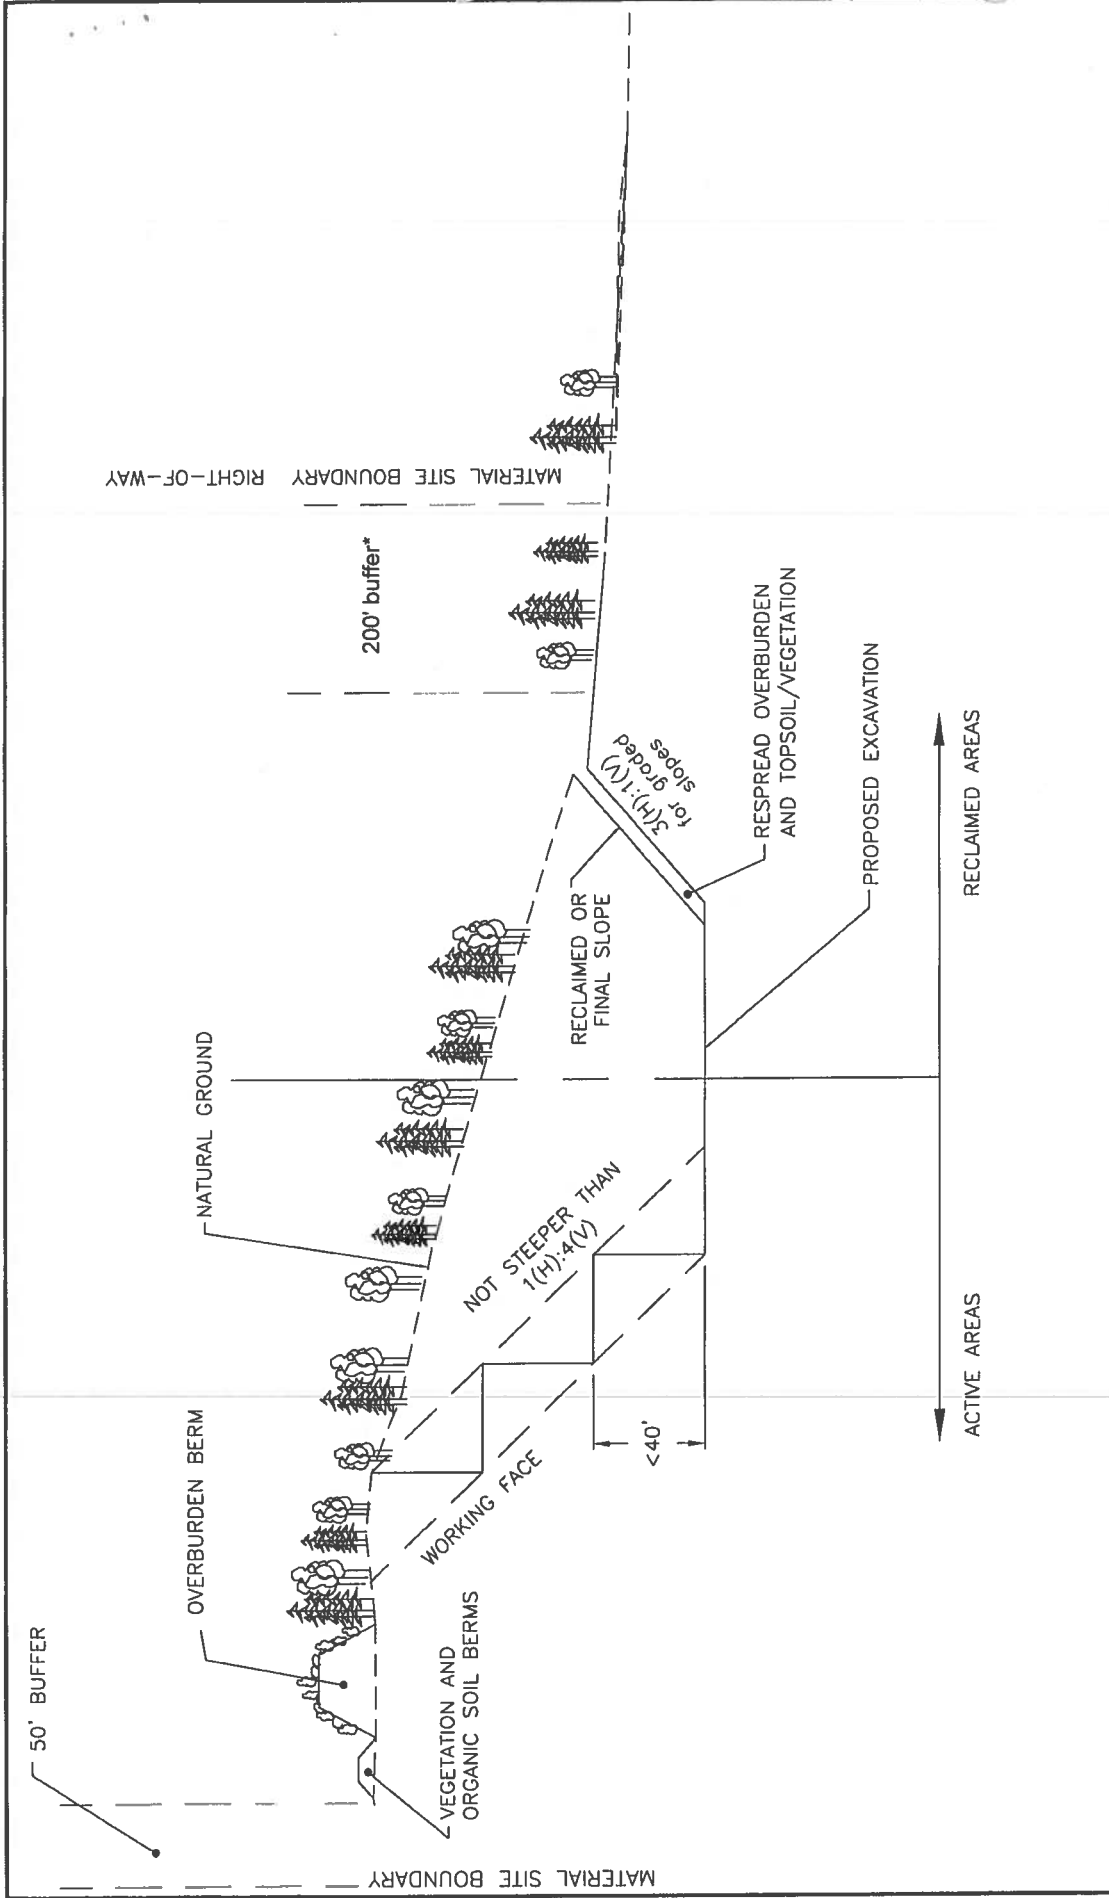 50' BUFFER
MATERIAL SITE BOUNDARY
OVERBURDEN BERM
VEGETATION AND
ORGANIC SOIL BERMS
NATURAL GROUND
WORKING FACE
NOT STEEPER THAN
1(H):4(V)
<40'
200' buffer*
MATERIAL SITE BOUNDARY
RIGHT-OF-WAY
RECLAIMED OR
FINAL SLOPE
3(H):1(V)
for graded
slopes
RESPREAD OVERBURDEN
AND TOPSOIL/VEGETATION
PROPOSED EXCAVATION
ACTIVE AREAS
RECLAIMED AREAS